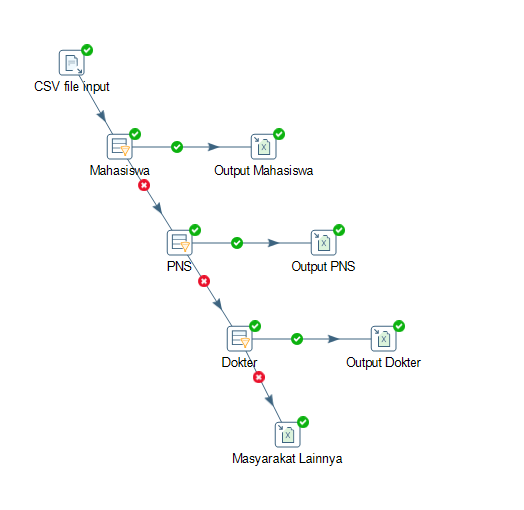 CSV file input
Mahasiswa
Output Mahasiswa
PNS
Output PNS
Dokter
Output Dokter
Masyarakat Lainnya